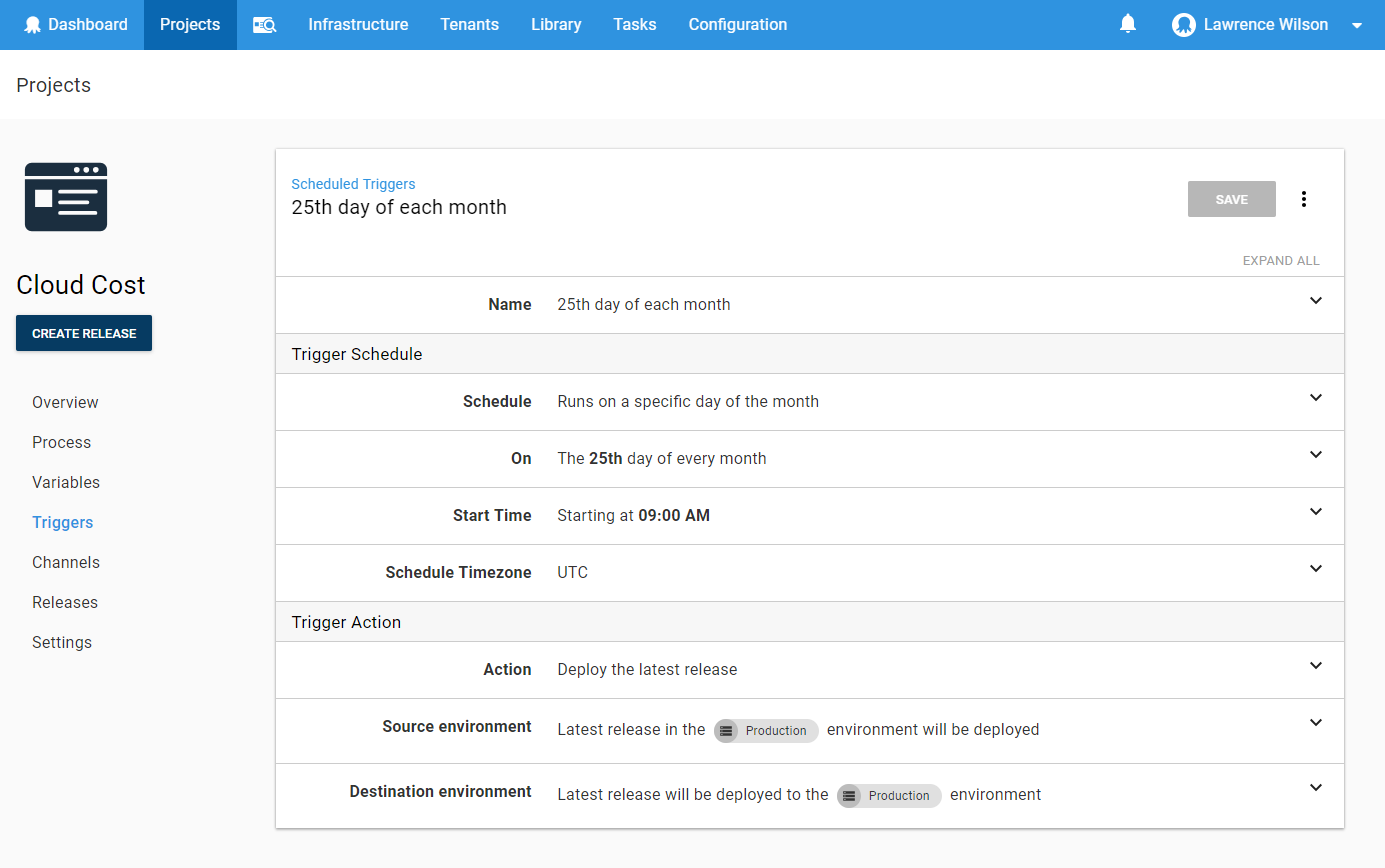 Dashboard Projects Infrastructure Tenants Library Tasks Configuration Lawrence Wilson
Projects
Cloud Cost
CREATE RELEASE
Overview
Process
Variables
Triggers
Channels
Releases
Settings
Scheduled Triggers
25th day of each month
SAVE
EXPAND ALL
Name 25th day of each month
Trigger Schedule
Schedule Runs on a specific day of the month
On The 25th day of every month
Start Time Starting at 09:00 AM
Schedule Timezone UTC
Trigger Action
Action Deploy the latest release
Source environment Latest release in the Production environment will be deployed
Destination environment Latest release will be deployed to the Production environment